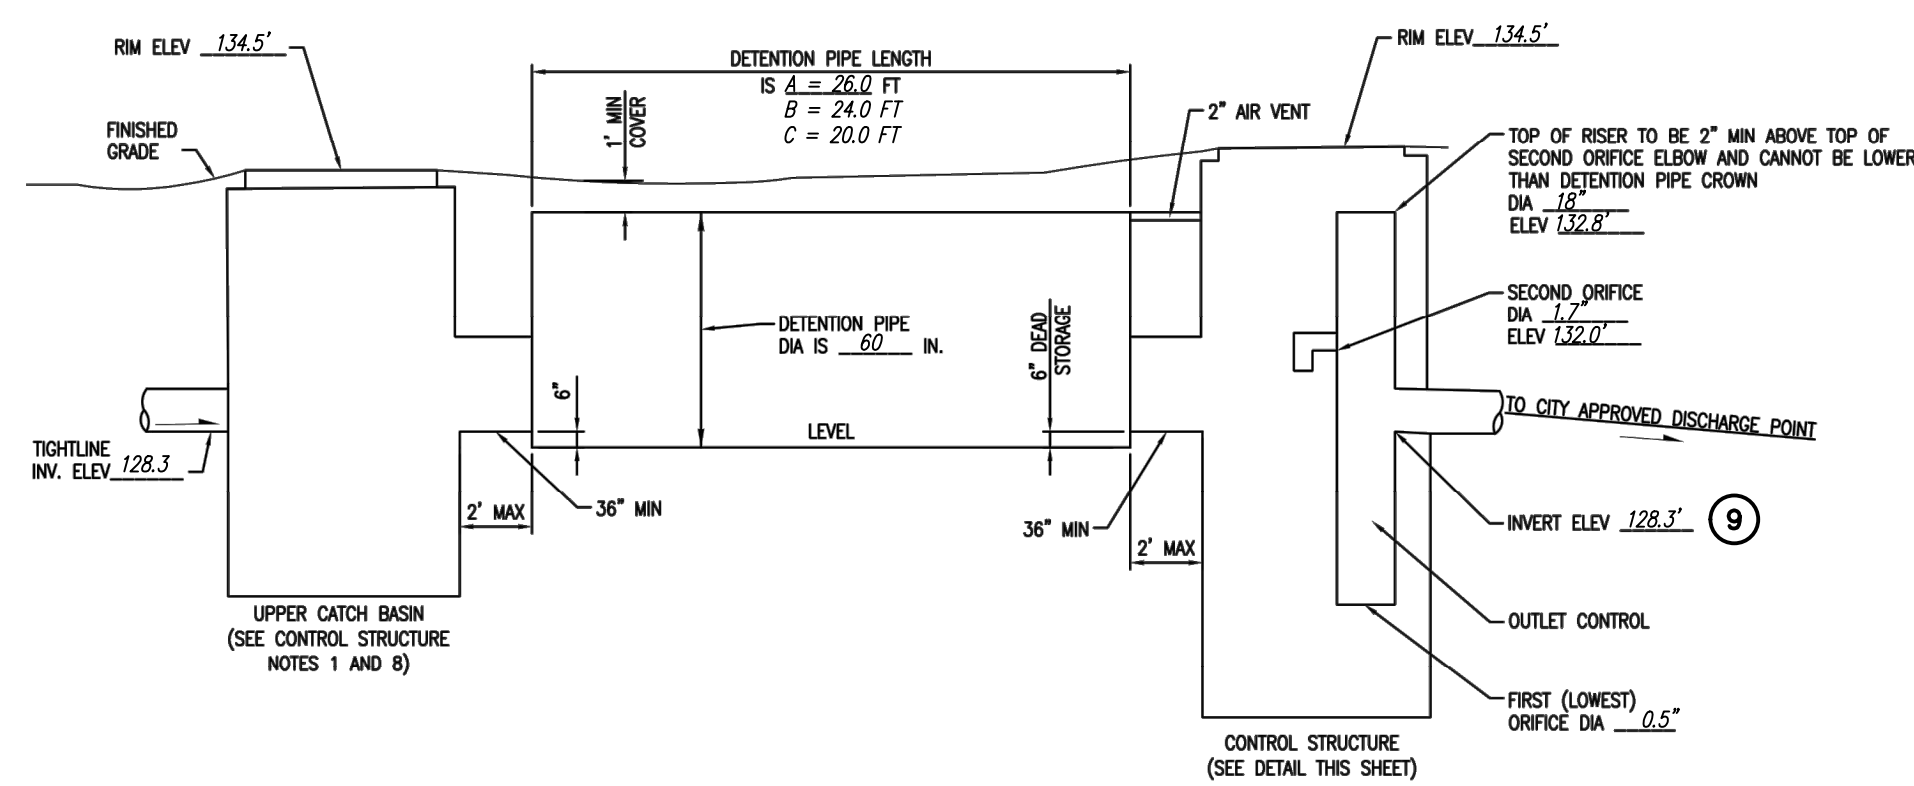 RIM ELEV 134.5'
DETENTION PIPE LENGTH
IS A = 26.0 FT
B = 24.0 FT
C = 20.0 FT
RIM ELEV 134.5'
FINISHED
GRADE
1' MIN
COVER
2" AIR VENT
TOP OF RISER TO BE 2" MIN ABOVE TOP OF
SECOND ORIFICE ELBOW AND CANNOT BE LOWER
THAN DETENTION PIPE CROWN
DIA 18"
ELEV 132.8'
SECOND ORIFICE
DIA 1.7"
ELEV 132.0'
DETENTION PIPE
DIA IS 60 IN.
6" DEAD
STORAGE
6"
LEVEL
TO CITY APPROVED DISCHARGE POINT
TIGHTLINE
INV. ELEV 128.3
2' MAX
36" MIN
36" MIN
2' MAX
INVERT ELEV 128.3' 9
UPPER CATCH BASIN
(SEE CONTROL STRUCTURE
NOTES 1 AND 8)
OUTLET CONTROL
FIRST (LOWEST)
ORIFICE DIA 0.5"
CONTROL STRUCTURE
(SEE DETAIL THIS SHEET)